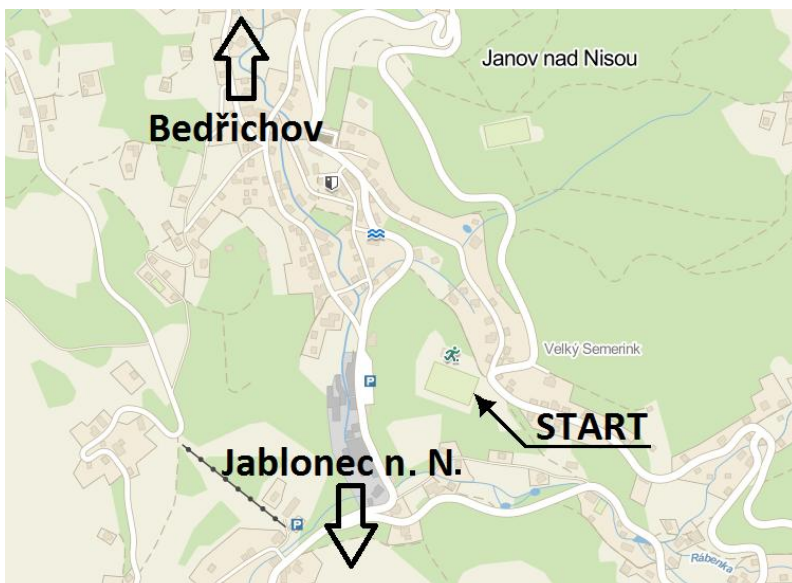 Janov nad Nisou
Bedřichov
Velký Semerink
START
P
Jablonec n. N.
P
Rábenka